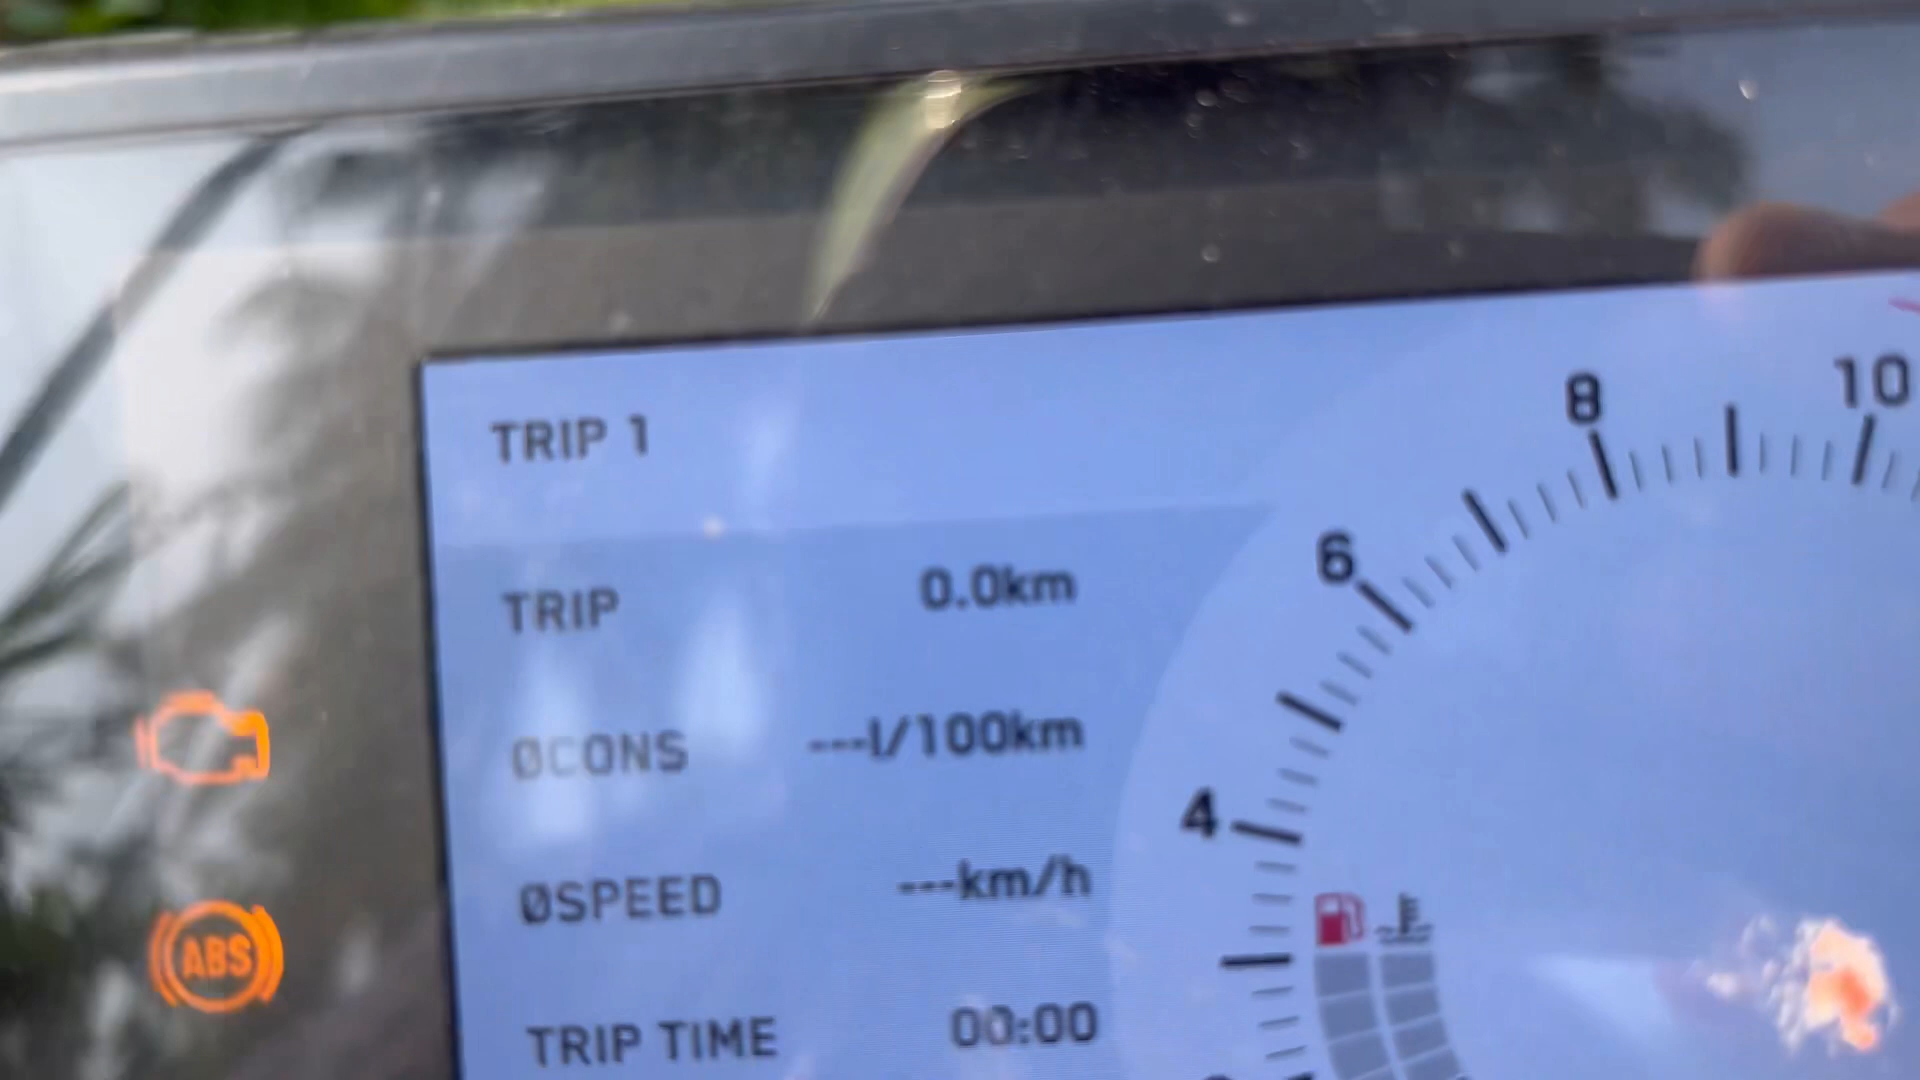 TRIP 1
TRIP 0.0km
ØCONS ---l/100km
ØSPEED ---km/h
TRIP TIME 00:00
4
6
8
10
ABS